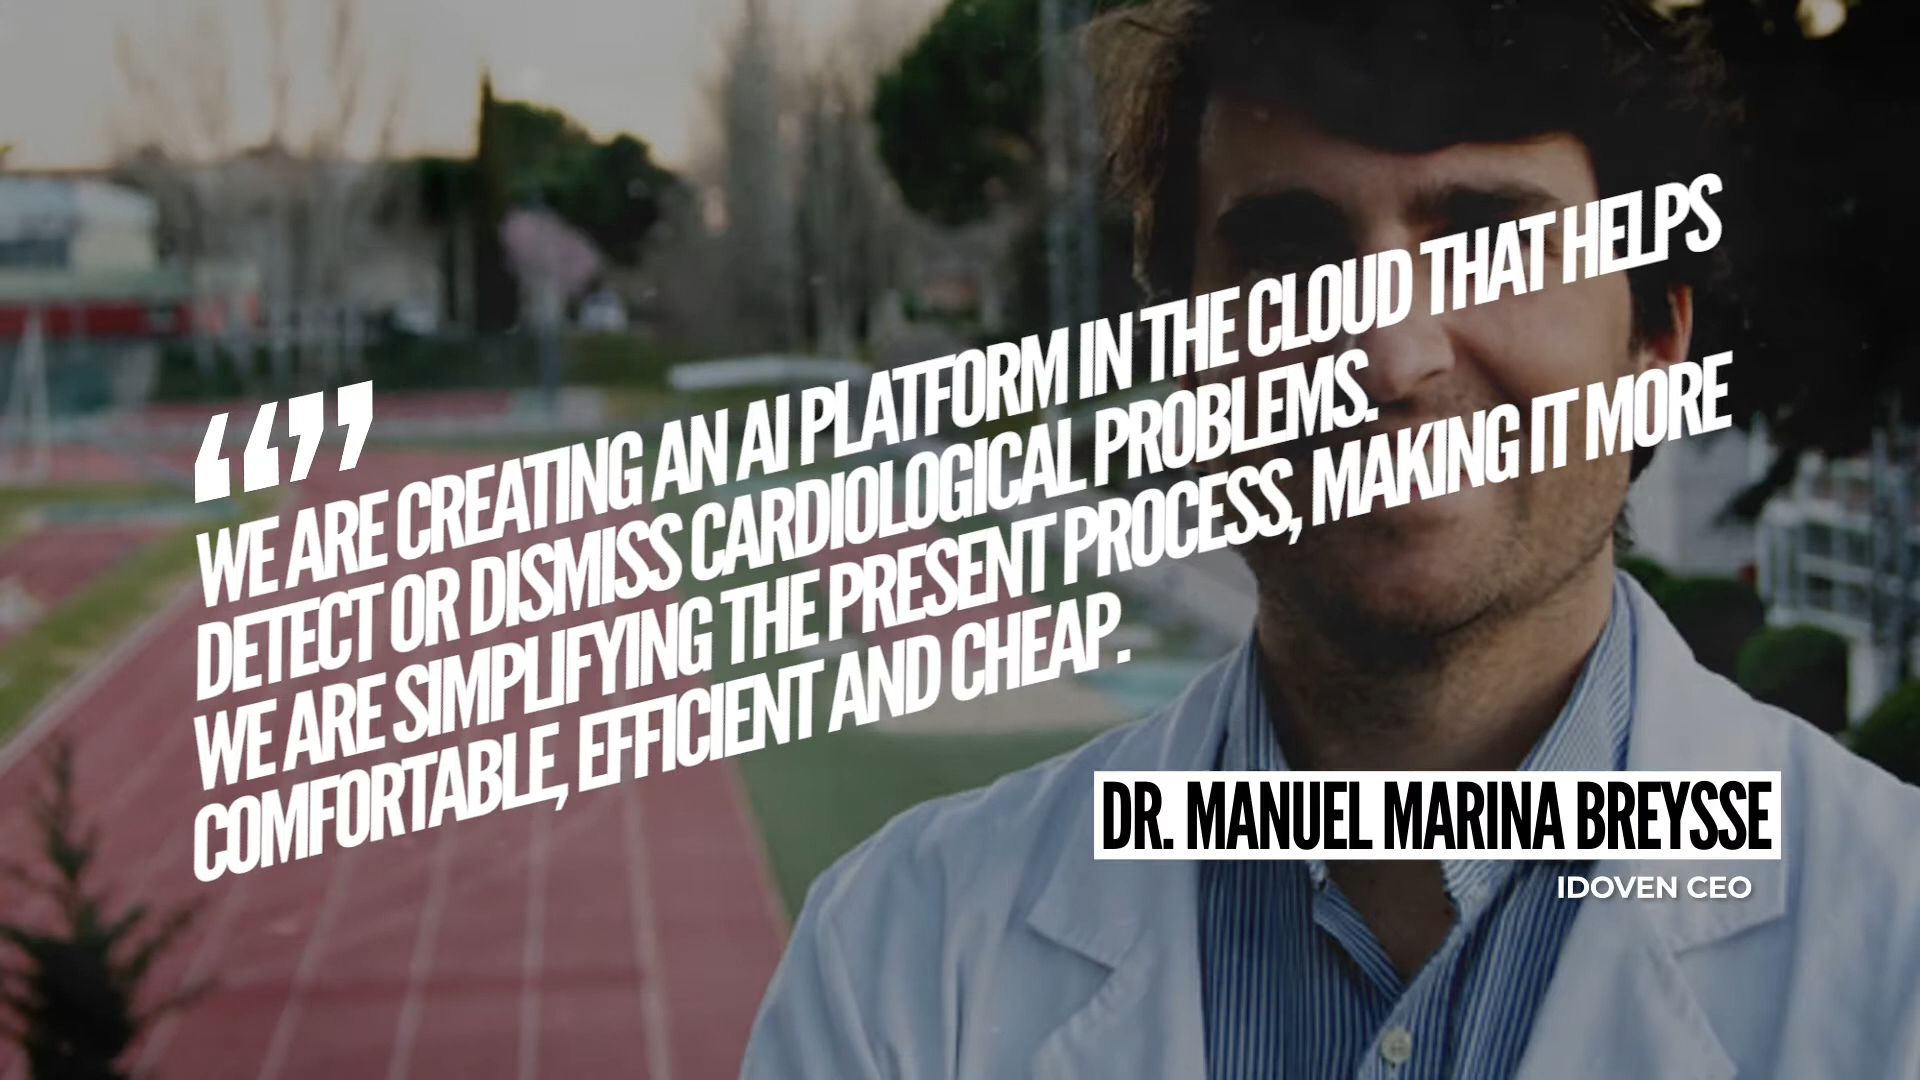 “”
WE ARE CREATING AN AI PLATFORM IN THE CLOUD THAT HELPS
DETECT OR DISMISS CARDIOLOGICAL PROBLEMS.
WE ARE SIMPLIFYING THE PRESENT PROCESS, MAKING IT MORE
COMFORTABLE, EFFICIENT AND CHEAP.
DR. MANUEL MARINA BREYSSE
IDOVEN CEO